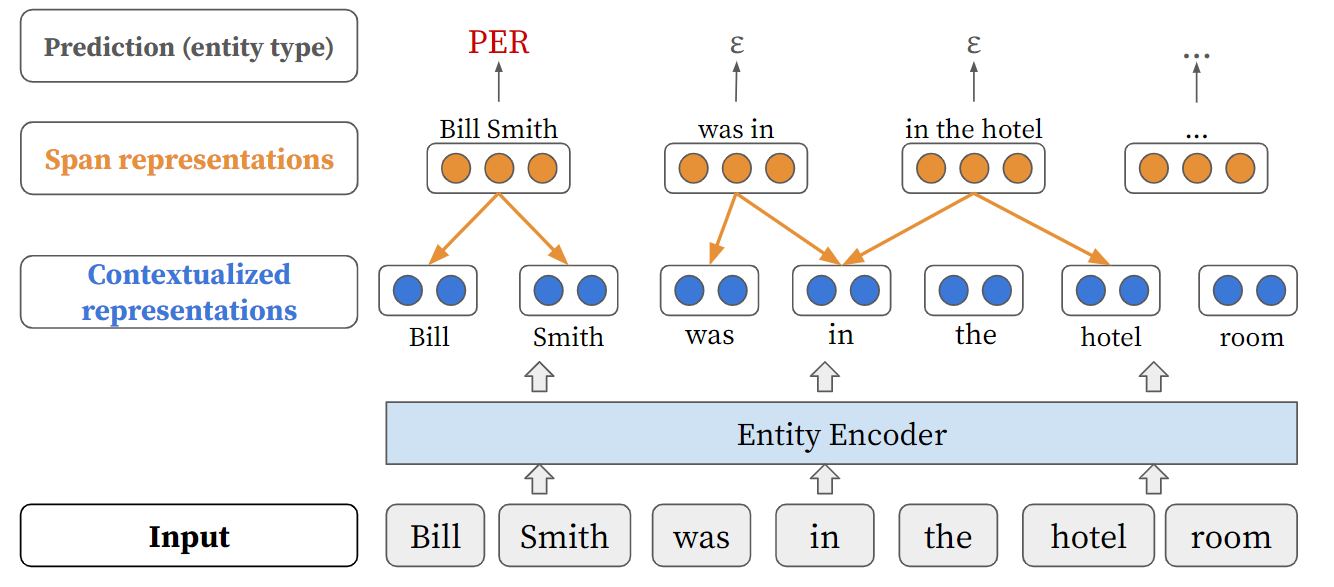 Prediction (entity type)
PER
ε
ε
...
Span representations
Bill Smith
was in
in the hotel
...
Contextualized
representations
Bill
Smith
was
in
the
hotel
room
Entity Encoder
Input
Bill
Smith
was
in
the
hotel
room